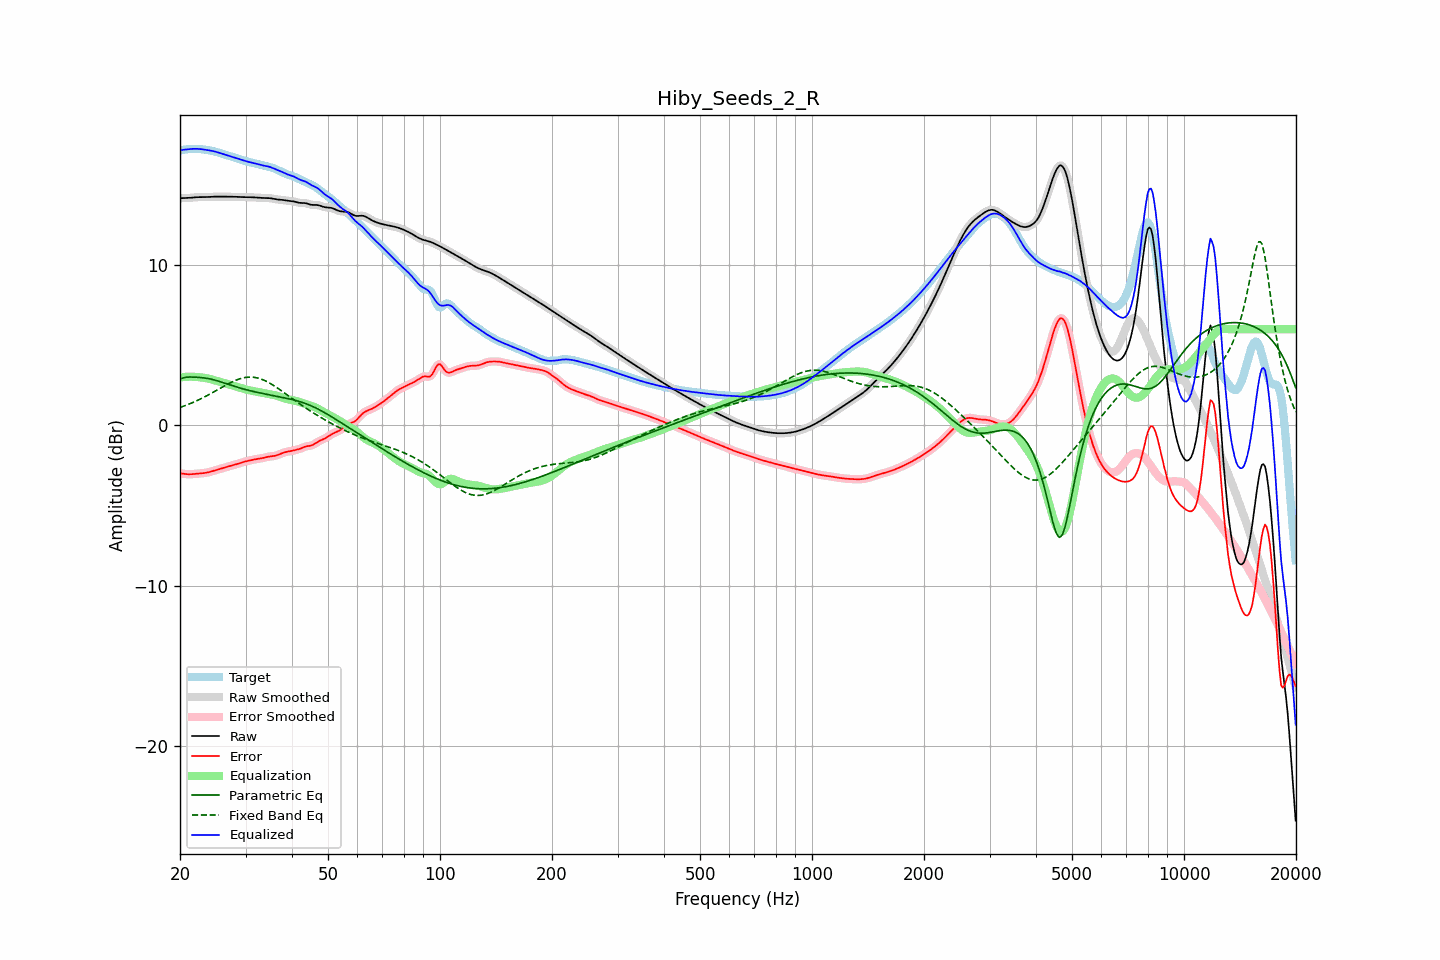 Hiby_Seeds_2_R
Amplitude (dBr)
10
0
−10
−20
Target
Raw Smoothed
Error Smoothed
Raw
Error
Equalization
Parametric Eq
Fixed Band Eq
Equalized
20
50
100
200
500
1000
2000
5000
10000
20000
Frequency (Hz)